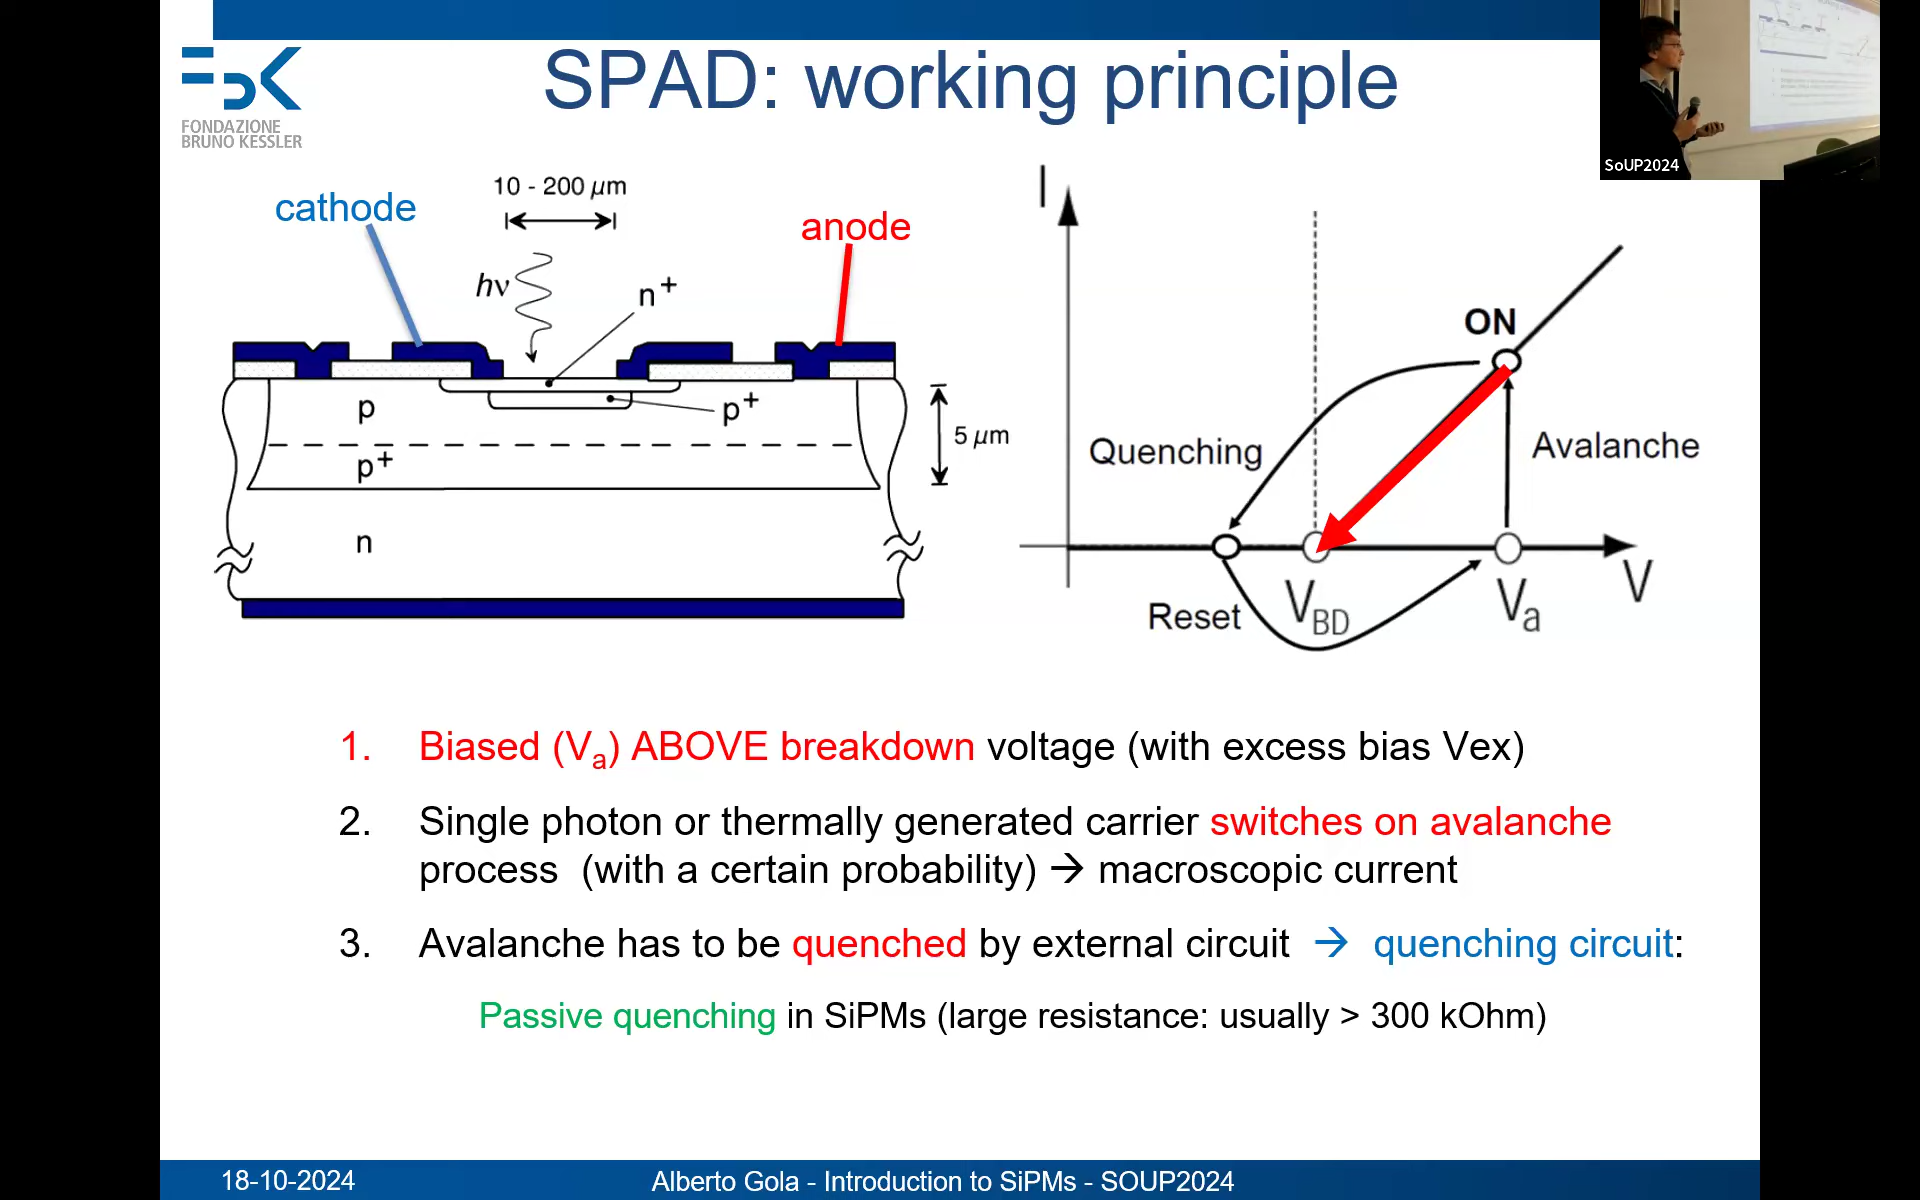 SPAD: working principle
FBK
FONDAZIONE
BRUNO KESSLER
SoUP2024
10 - 200 µm
cathode
anode
hν
n+
p
p+
p+
5 µm
n
I
ON
Quenching
Avalanche
Reset
VBD
Va
V
1. Biased (Va) ABOVE breakdown voltage (with excess bias Vex)
2. Single photon or thermally generated carrier switches on avalanche
process (with a certain probability) → macroscopic current
3. Avalanche has to be quenched by external circuit → quenching circuit:
Passive quenching in SiPMs (large resistance: usually > 300 kOhm)
18-10-2024
Alberto Gola - Introduction to SiPMs - SOUP2024